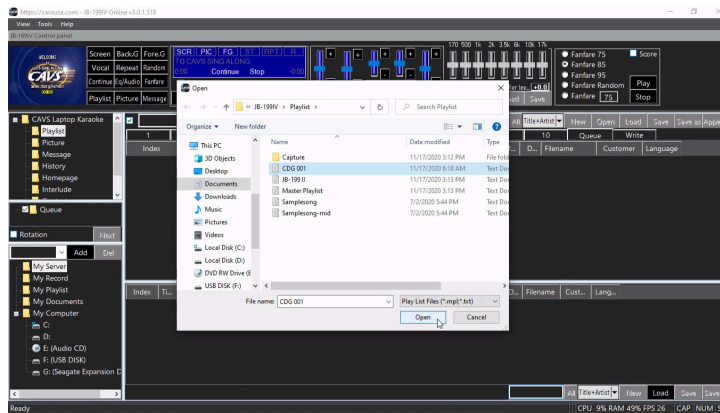 https://cavsusa.com - JB-199IV Online v3.0.1.518
View Tools Help
JB-199IV Control panel
WELCOME
CAVS
Screen Back.G Fore.G
Vocal Repeat Random
Continue Eq/Audio Fanfare
Playlist Picture Message
SCR PIC FG ST RPT R
TO CAVS SING ALONG
0:00 Continue Stop -0:00
170 500 1k 2k 3.5k 6k 10k 17k
+0.0
Save
Fanfare 75
Fanfare 85
Fanfare 95
Fanfare Random
Fanfare 75
Score
Play
Stop
CAVS Laptop Karaoke
Playlist
Picture
Message
History
Homepage
Interlude
Queue
Rotation Next
Add Del
My Server
My Record
My Playlist
My Documents
My Computer
C:
D:
E: (Audio CD)
F: (USB DISK)
G: (Seagate Expansion D
Open
« JB-199IV › Playlist ›
Search Playlist
Organize New folder
This PC
3D Objects
Desktop
Documents
Downloads
Music
Pictures
Videos
Local Disk (C:)
Local Disk (D:)
DVD RW Drive (E
USB DISK (F:)
Name Date modified Type
Capture 11/17/2020 3:12 PM File fold
CDG 001 11/17/2020 6:18 AM Text Do
JB-199 II 11/17/2020 3:13 PM Text Do
Master Playlist 11/17/2020 3:13 PM Text Do
Samplesong 7/2/2020 5:44 PM Text Do
Samplesong-mid 7/2/2020 5:44 PM Text Do
File name: CDG 001
Play List Files (*.mpl;*.txt)
Open Cancel
All Title+Artist New Open Load Save Save as Appe
1 10 Queue Write
Index D... Filename Customer Language
Index Ti... D... Filename Cust... Lang...
All Title+Artist New Load Save Save
Ready
CPU 9% RAM 49% FPS 26 CAP NUM